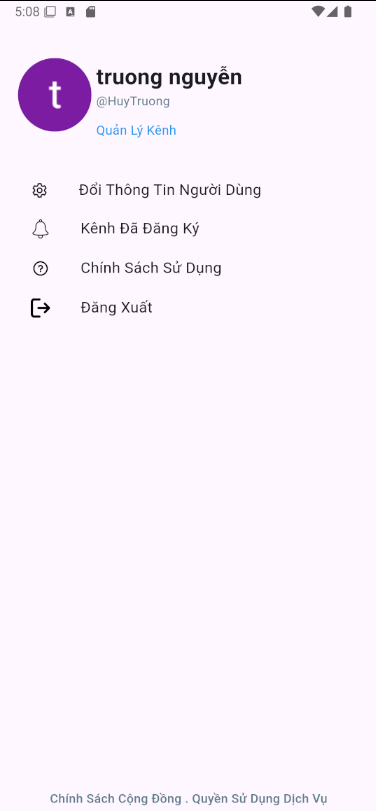 5:08
t
truong nguyễn
@HuyTruong
Quản Lý Kênh
Đổi Thông Tin Người Dùng
Kênh Đã Đăng Ký
Chính Sách Sử Dụng
Đăng Xuất
Chính Sách Cộng Đồng . Quyền Sử Dụng Dịch Vụ